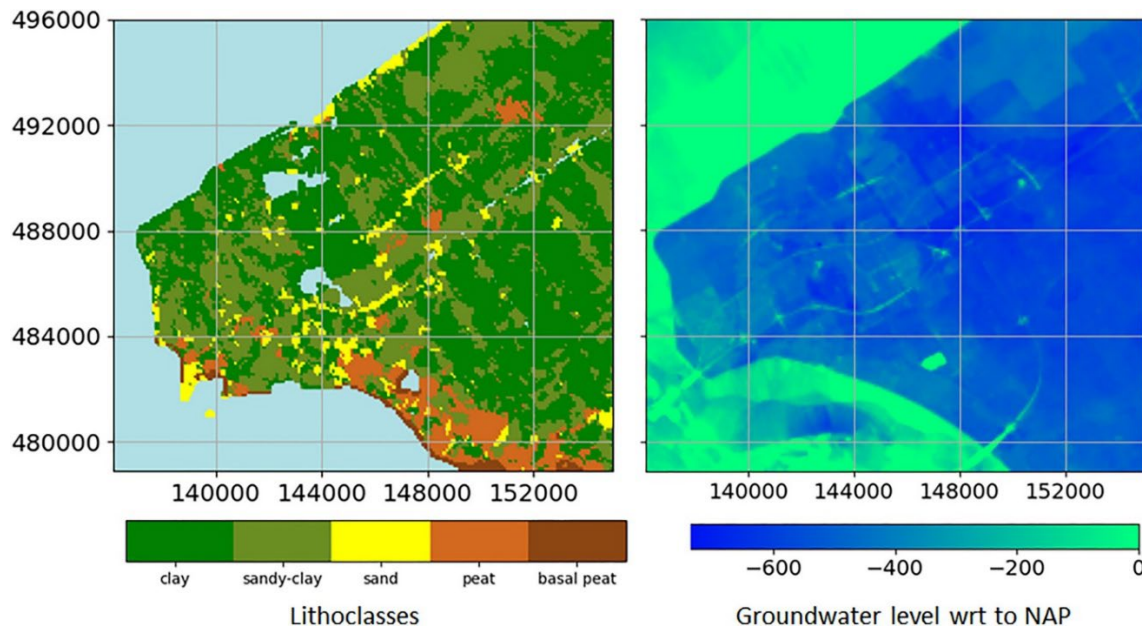 496000
492000
488000
484000
480000
140000 144000 148000 152000
140000 144000 148000 152000
clay sandy-clay sand peat basal peat
−600 −400 −200 0
Lithoclasses
Groundwater level wrt to NAP